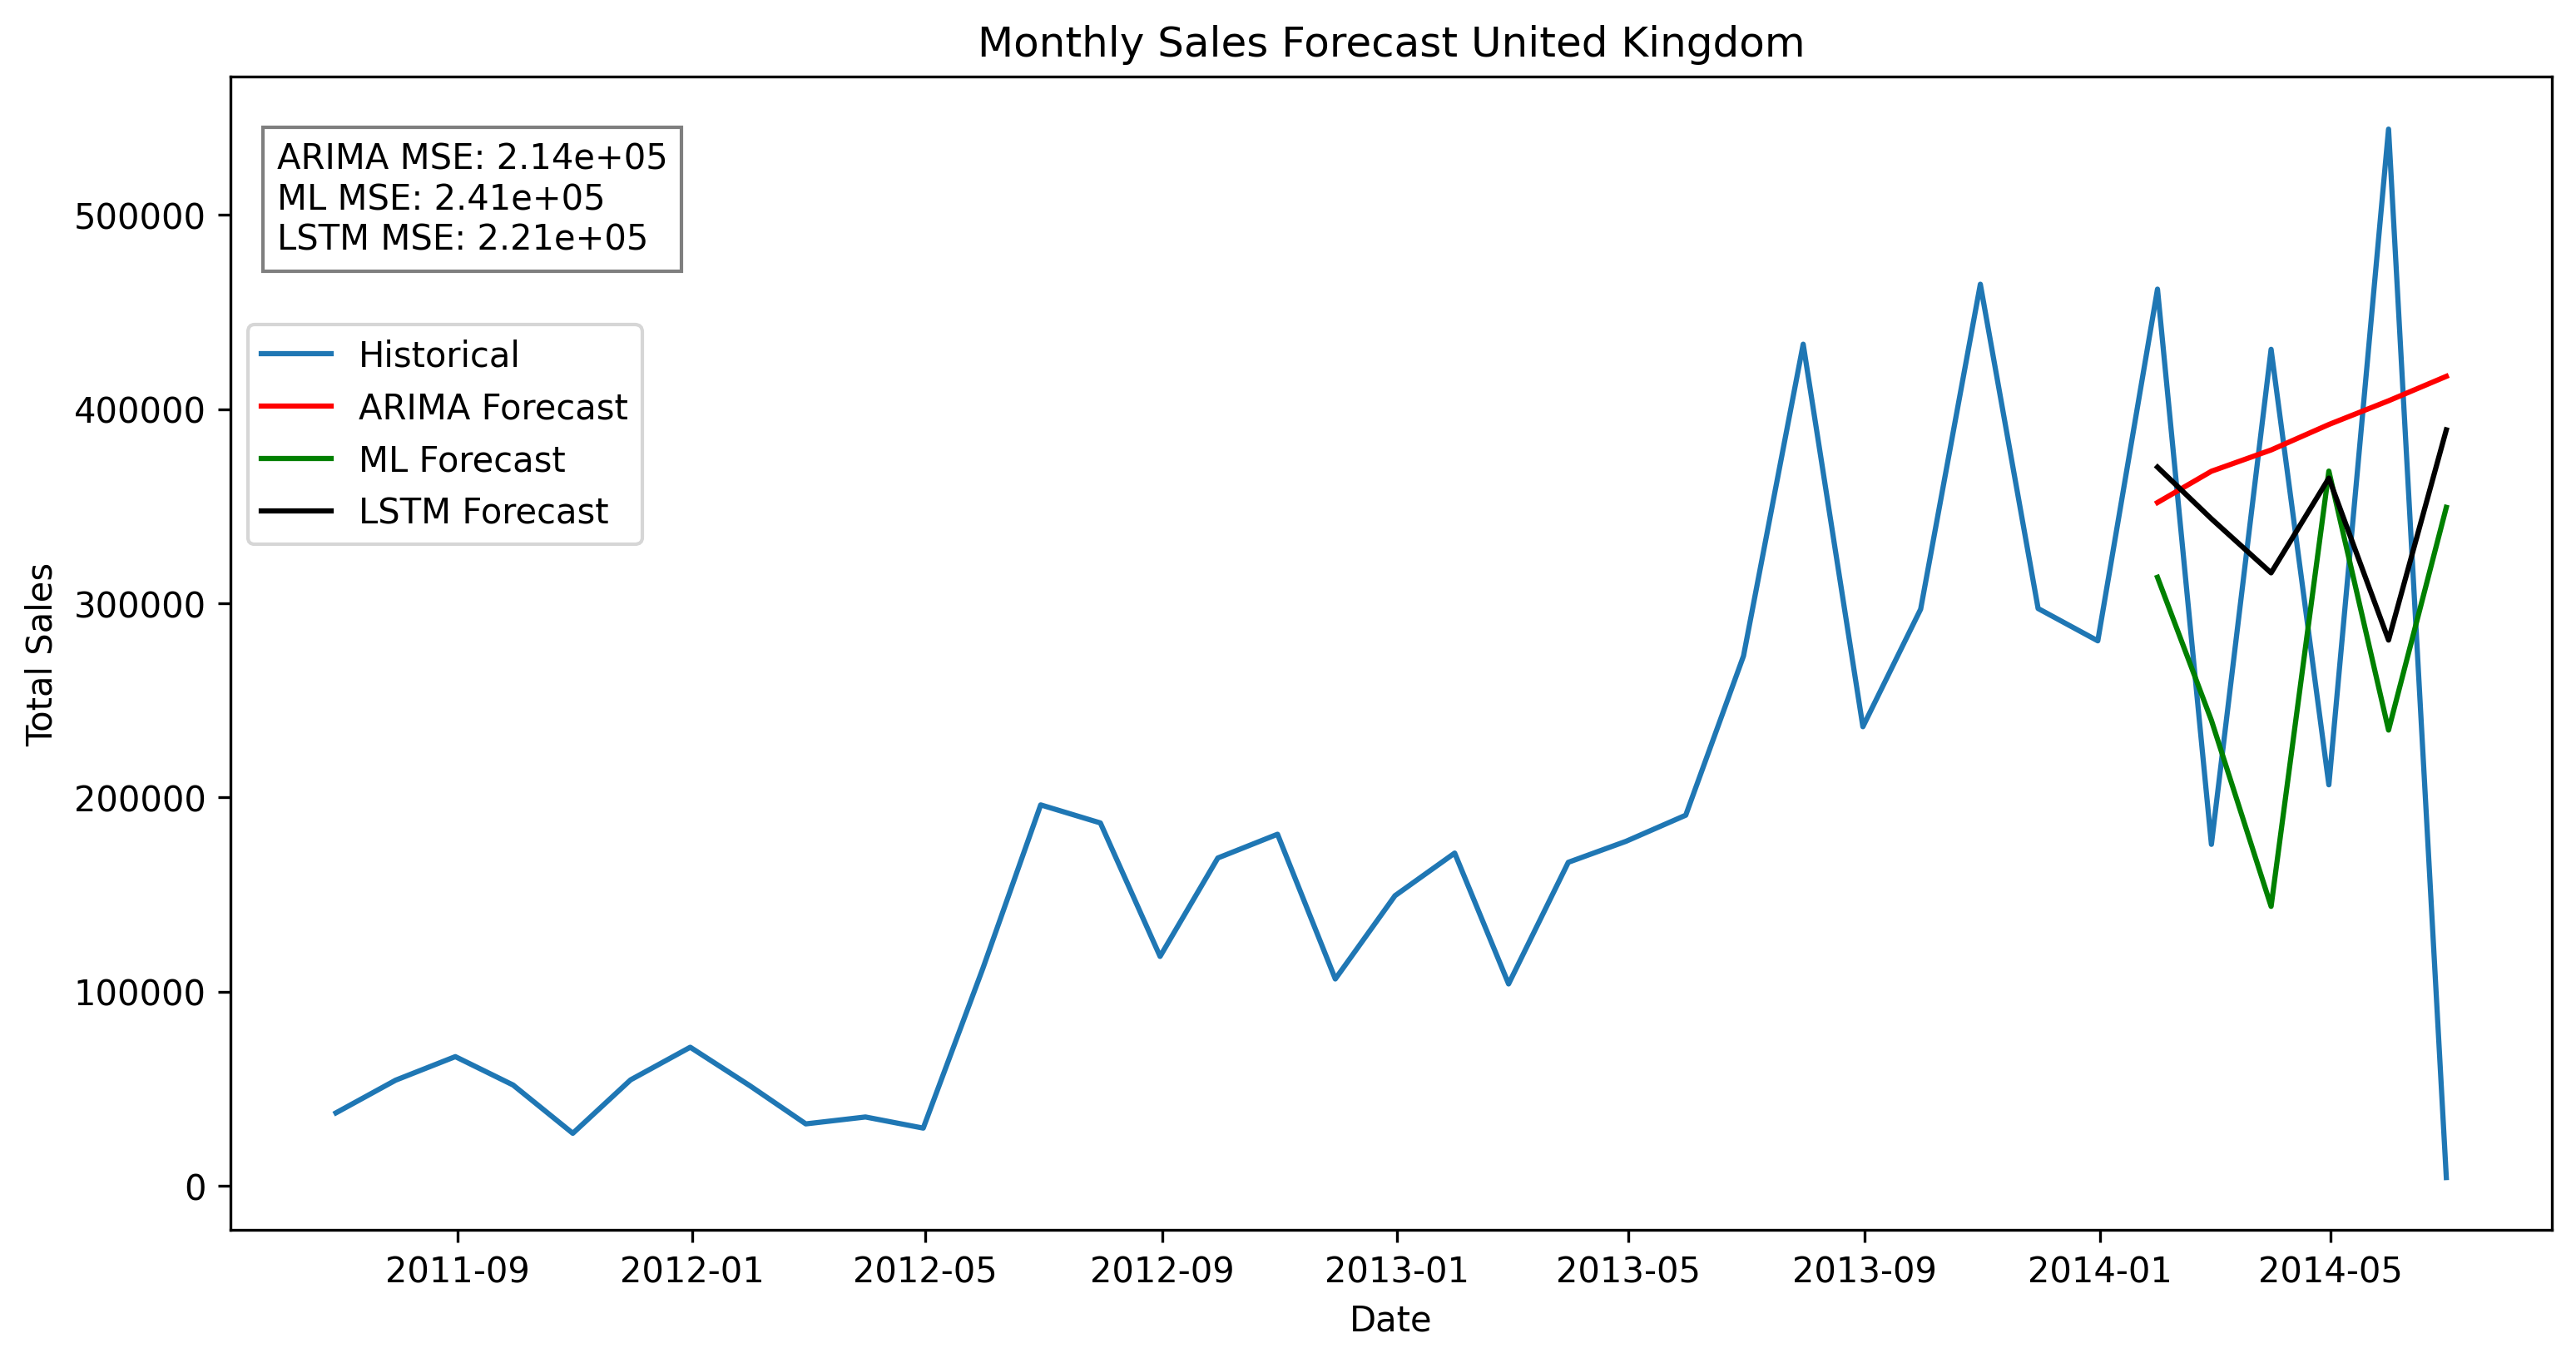 Monthly Sales Forecast United Kingdom
ARIMA MSE: 2.14e+05
ML MSE: 2.41e+05
LSTM MSE: 2.21e+05
Historical
ARIMA Forecast
ML Forecast
LSTM Forecast
Total Sales
500000
400000
300000
200000
100000
0
2011-09 2012-01 2012-05 2012-09 2013-01 2013-05 2013-09 2014-01 2014-05
Date